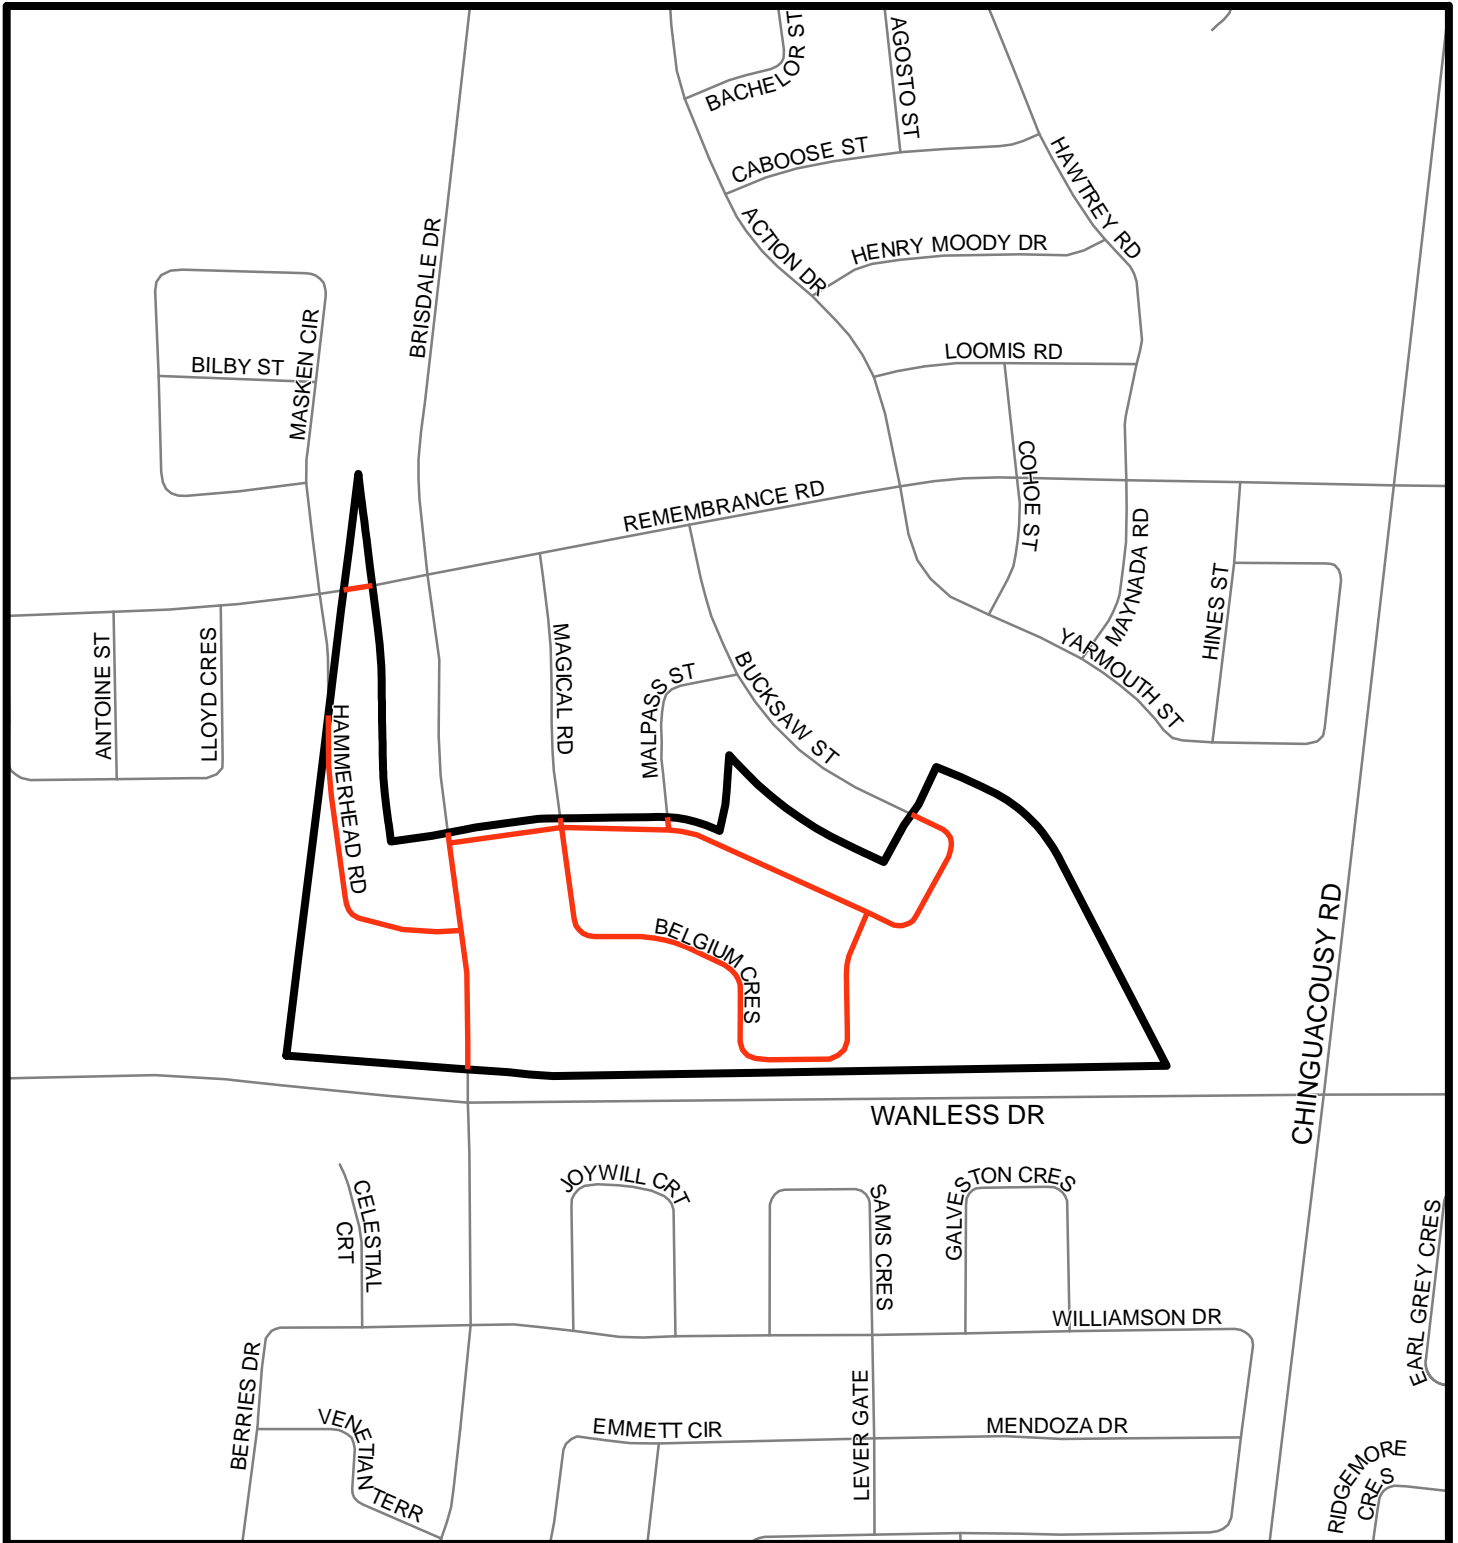 BACHELOR ST
AGOSTO ST
CABOOSE ST
HAWTREY RD
ACTION DR
HENRY MOODY DR
BRISDALE DR
MASKEN CIR
BILBY ST
LOOMIS RD
COHOE ST
REMEMBRANCE RD
MAYNADA RD
HINES ST
YARMOUTH ST
ANTOINE ST
LLOYD CRES
MAGICAL RD
MALPASS ST
BUCKSAW ST
HAMMERHEAD RD
BELGIUM CRES
CHINGUACOUSY RD
WANLESS DR
CELESTIAL
CRT
JOYWILL CRT
SAMS CRES
GALVESTON CRES
EARL GREY CRES
WILLIAMSON DR
BERRIES DR
VENETIAN TERR
EMMETT CIR
LEVER GATE
MENDOZA DR
RIDGEMORE
CRES